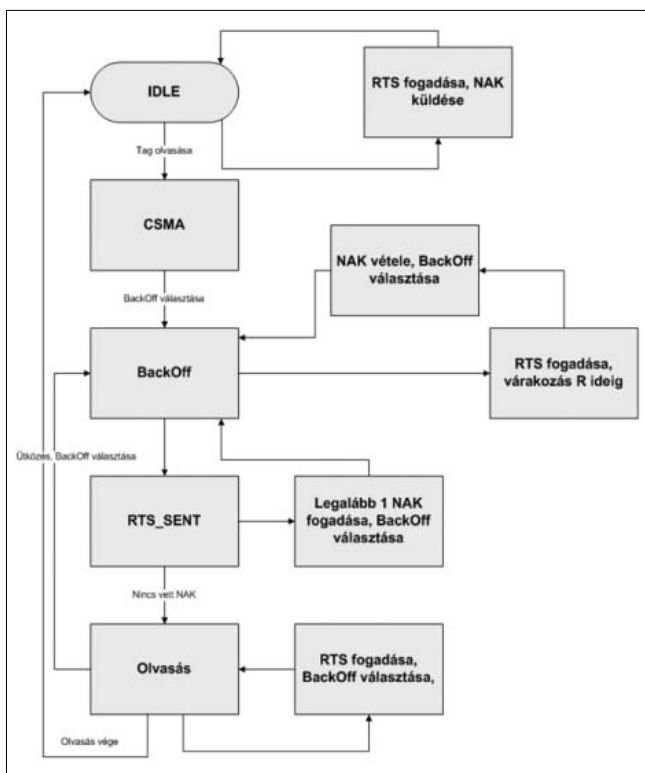 IDLE
RTS fogadása, NAK
küldése
Tag olvasása
CSMA
NAK vétele, BackOff
választása
BackOff választása
BackOff
RTS fogadása,
várakozás R ideig
Ütközés, BackOff választása
RTS_SENT
Legalább 1 NAK
fogadása, BackOff
választása
Nincs vett NAK
Olvasás
RTS fogadása,
BackOff választása,
Olvasás vége